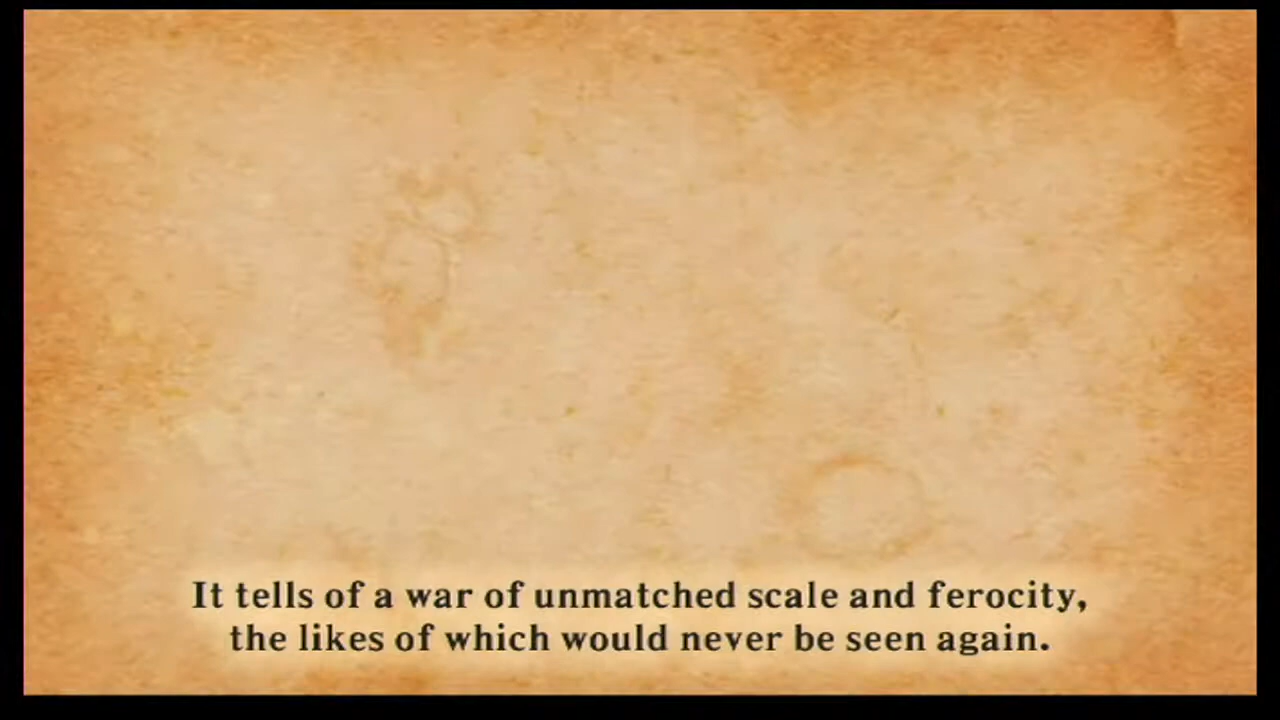 It tells of a war of unmatched scale and ferocity,
the likes of which would never be seen again.